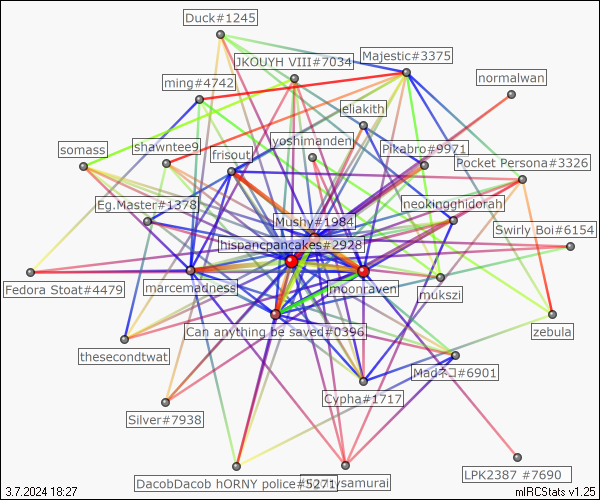 Duck#1245
JKOUYH VIII#7034
Majestic#3375
normalwan
ming#4742
eliakith
yoshimanden
shawntee9
somass
frisout
Pikabro#9971
Pocket Persona#3326
Eg.Master#1378
neokingghidorah
Mushy#1984
Swirly Boi#6154
hispancpancakes#2928
Fedora Stoat#4479
marcemadness
moonraven
mukszi
Can anything be saved#0396
zebula
thesecondtwat
Madネコ#6901
Cypha#1717
Silver#7938
DacobDacob hORNY police#5271
samurai
LPK2387 #7690
3.7.2024 18:27
mIRCStats v1.25